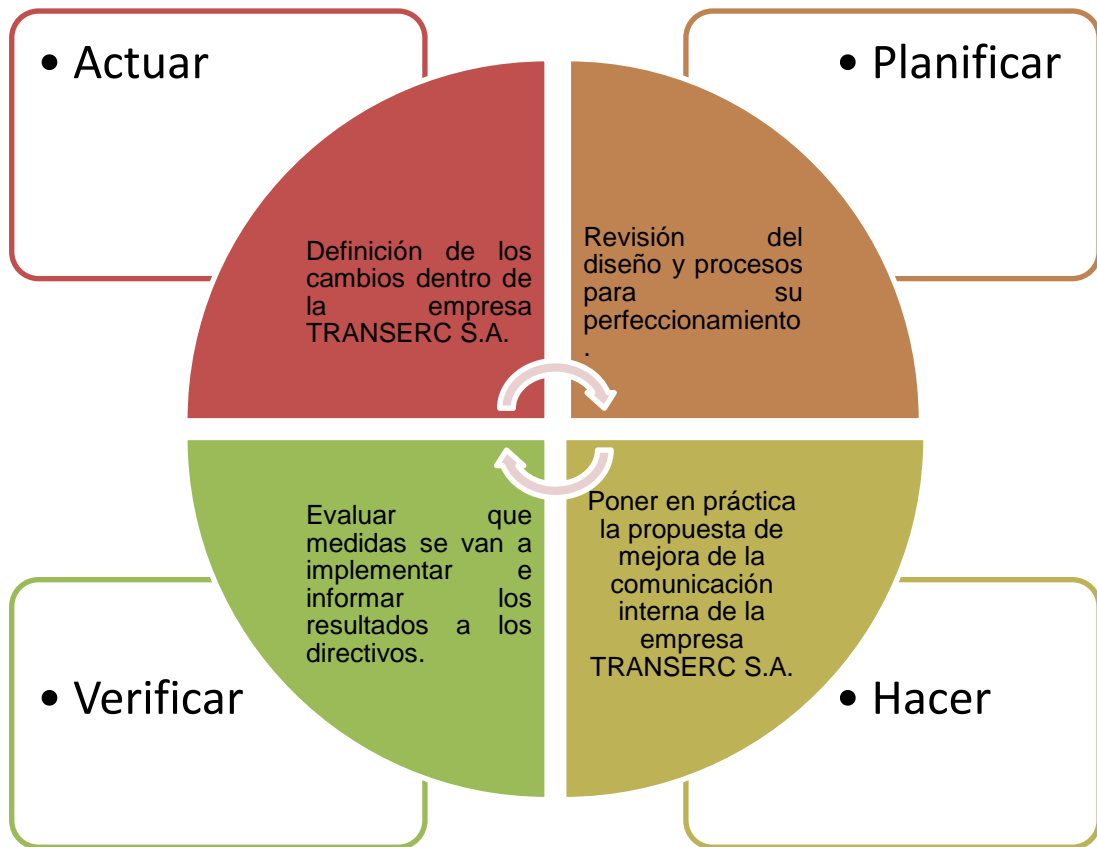 • Actuar
• Planificar
Definición de los
cambios dentro de
la empresa
TRANSERC S.A.
Revisión del
diseño y procesos
para su
perfeccionamiento
.
Evaluar que
medidas se van a
implementar e
informar los
resultados a los
directivos.
Poner en práctica
la propuesta de
mejora de la
comunicación
interna de la
empresa
TRANSERC S.A.
• Verificar
• Hacer